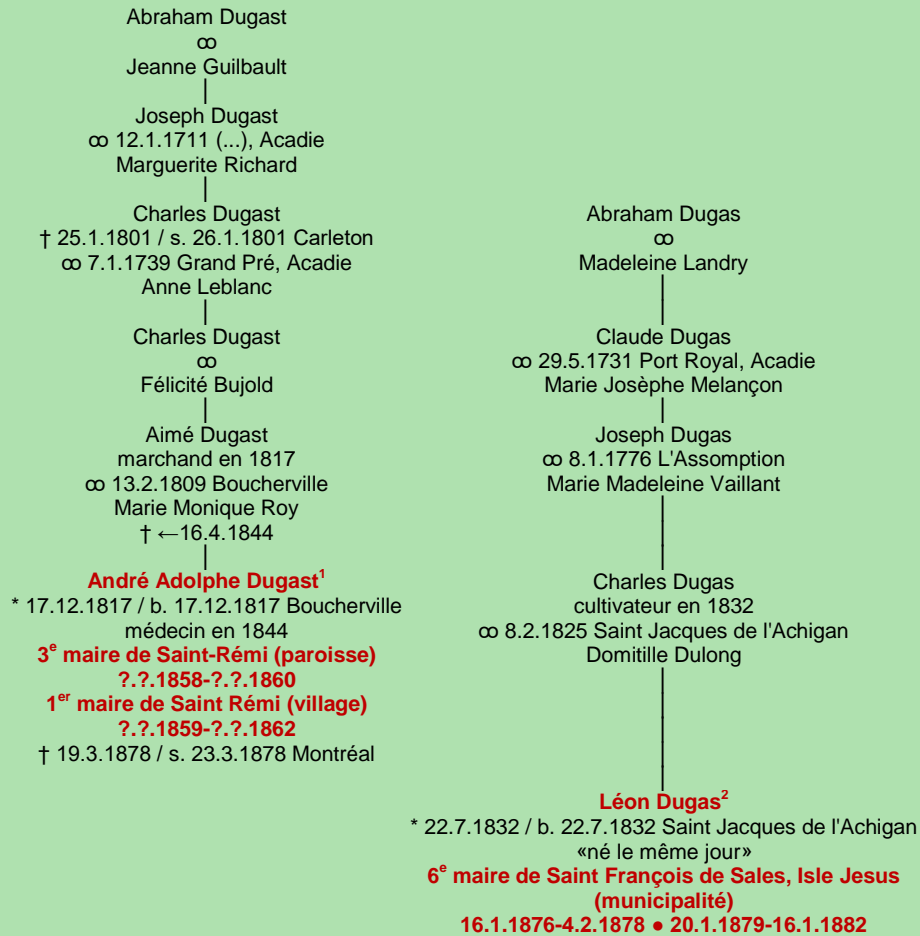 Abraham Dugast
ꝏ
Jeanne Guilbault
Joseph Dugast
ꝏ 12.1.1711 (...), Acadie
Marguerite Richard
Charles Dugast
† 25.1.1801 / s. 26.1.1801 Carleton
ꝏ 7.1.1739 Grand Pré, Acadie
Anne Leblanc
Charles Dugast
ꝏ
Félicité Bujold
Aimé Dugast
marchand en 1817
ꝏ 13.2.1809 Boucherville
Marie Monique Roy
† ←16.4.1844
André Adolphe Dugast¹
* 17.12.1817 / b. 17.12.1817 Boucherville
médecin en 1844
3e maire de Saint-Rémi (paroisse)
?.?.1858-?.?.1860
1er maire de Saint Rémi (village)
?.?.1859-?.?.1862
† 19.3.1878 / s. 23.3.1878 Montréal
Abraham Dugas
ꝏ
Madeleine Landry
Claude Dugas
ꝏ 29.5.1731 Port Royal, Acadie
Marie Josèphe Melançon
Joseph Dugas
ꝏ 8.1.1776 L'Assomption
Marie Madeleine Vaillant
Charles Dugas
cultivateur en 1832
ꝏ 8.2.1825 Saint Jacques de l'Achigan
Domitille Dulong
Léon Dugas²
* 22.7.1832 / b. 22.7.1832 Saint Jacques de l'Achigan
«né le même jour»
6e maire de Saint François de Sales, Isle Jesus
(municipalité)
16.1.1876-4.2.1878 ● 20.1.1879-16.1.1882